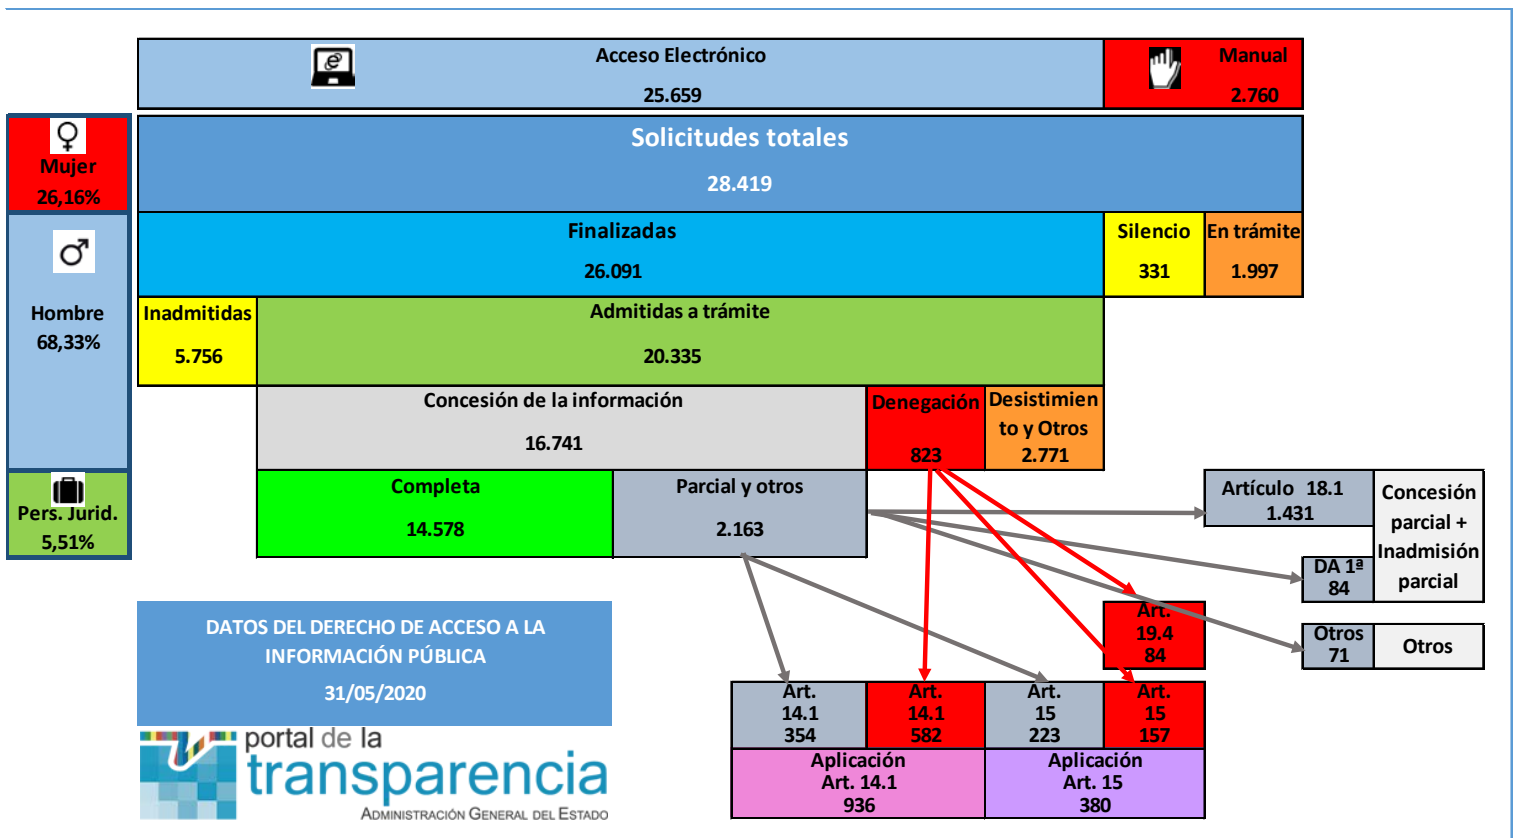 Acceso Electrónico
25.659
Manual
2.760
Mujer
26,16%
Solicitudes totales
28.419
Hombre
68,33%
Finalizadas
26.091
Silencio
331
En trámite
1.997
Inadmitidas
5.756
Admitidas a trámite
20.335
Concesión de la información
16.741
Denegación
823
Desistimien
to y Otros
2.771
Pers. Jurid.
5,51%
Completa
14.578
Parcial y otros
2.163
Artículo 18.1
1.431
Concesión
parcial +
Inadmisión
parcial
DA 1ª
84
Otros
71
Otros
Art.
19.4
84
Art.
14.1
354
Art.
14.1
582
Art.
15
223
Art.
15
157
Aplicación
Art. 14.1
936
Aplicación
Art. 15
380
DATOS DEL DERECHO DE ACCESO A LA
INFORMACIÓN PÚBLICA
31/05/2020
portal de la
transparencia
ADMINISTRACIÓN GENERAL DEL ESTADO